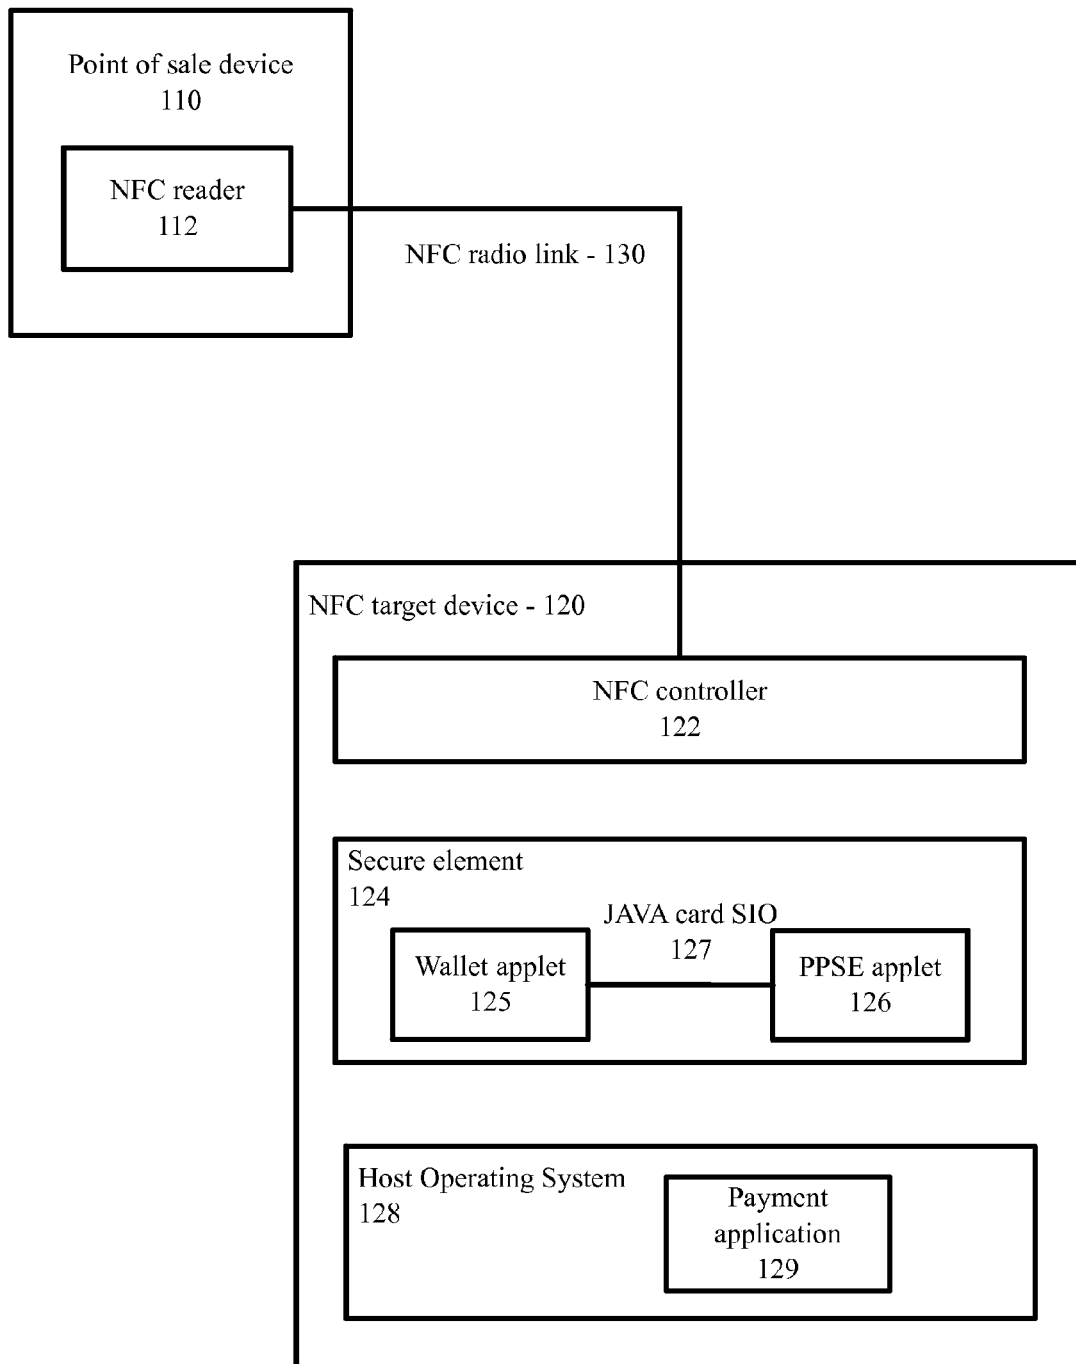 Point of sale device
110
NFC reader
112
NFC radio link - 130
NFC target device - 120
NFC controller
122
Secure element
124
JAVA card SIO
127
Wallet applet
125
PPSE applet
126
Host Operating System
128
Payment
application
129